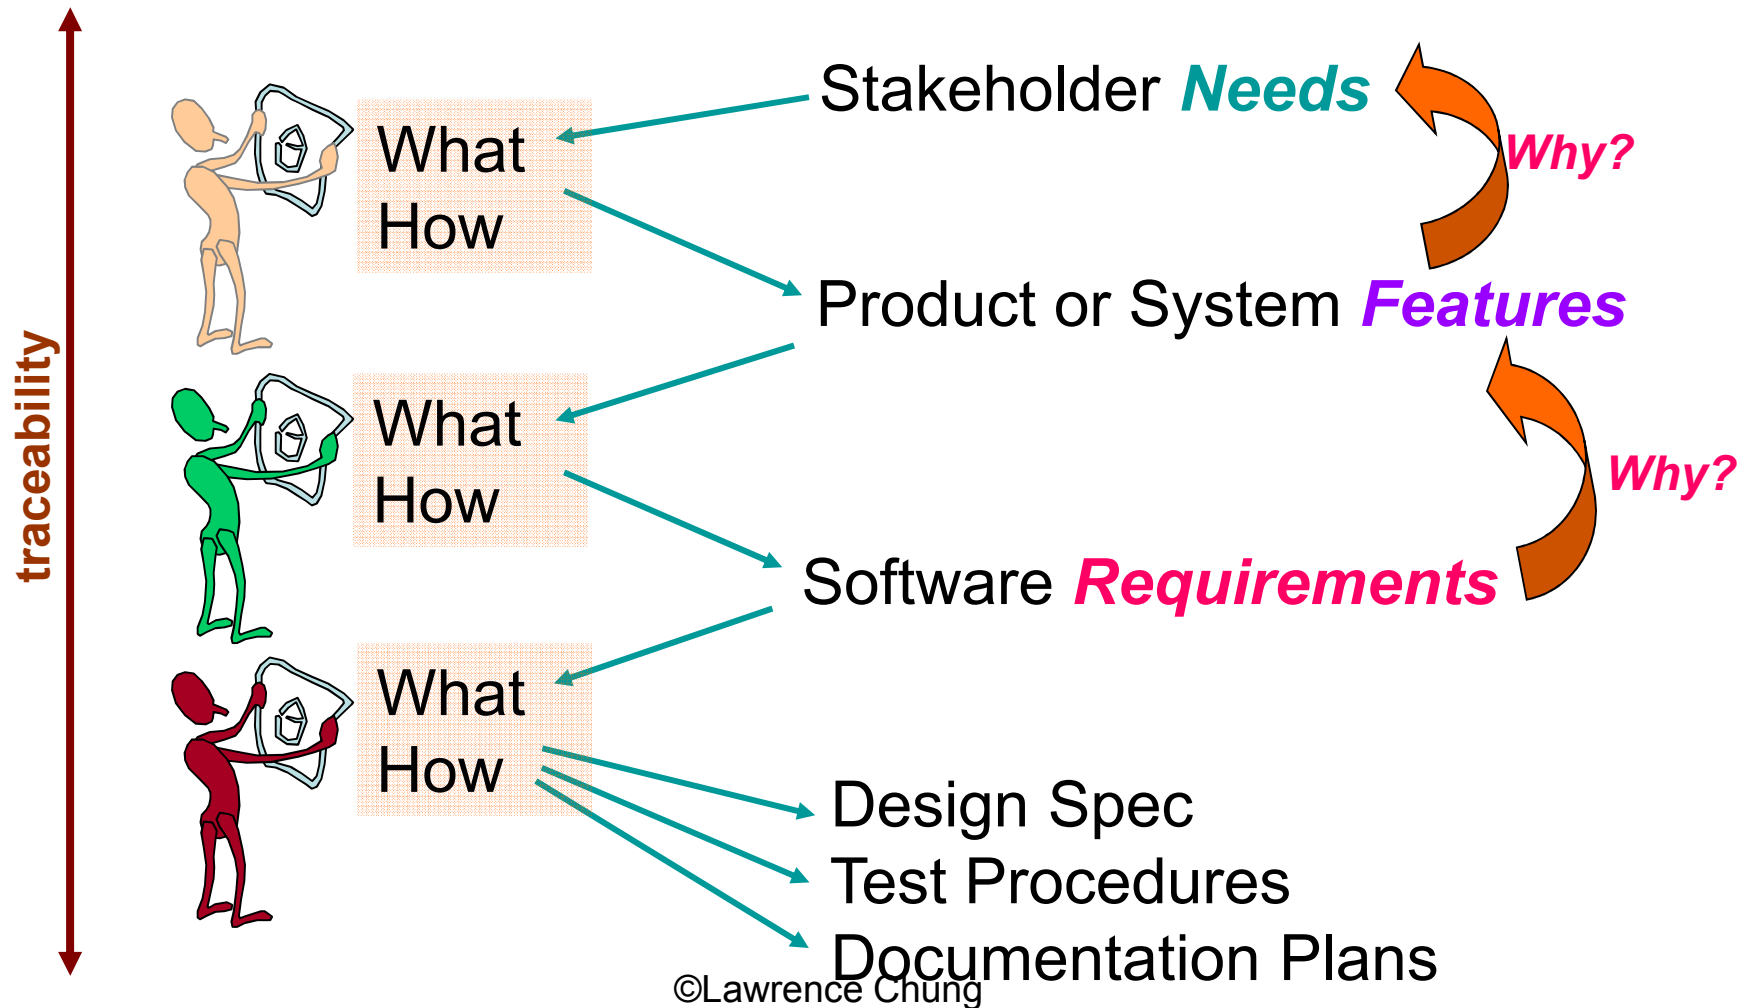 Stakeholder Needs
What
How
Why?
Product or System Features
traceability
What
How
Why?
Software Requirements
What
How
Design Spec
Test Procedures
Documentation Plans
©Lawrence Chung